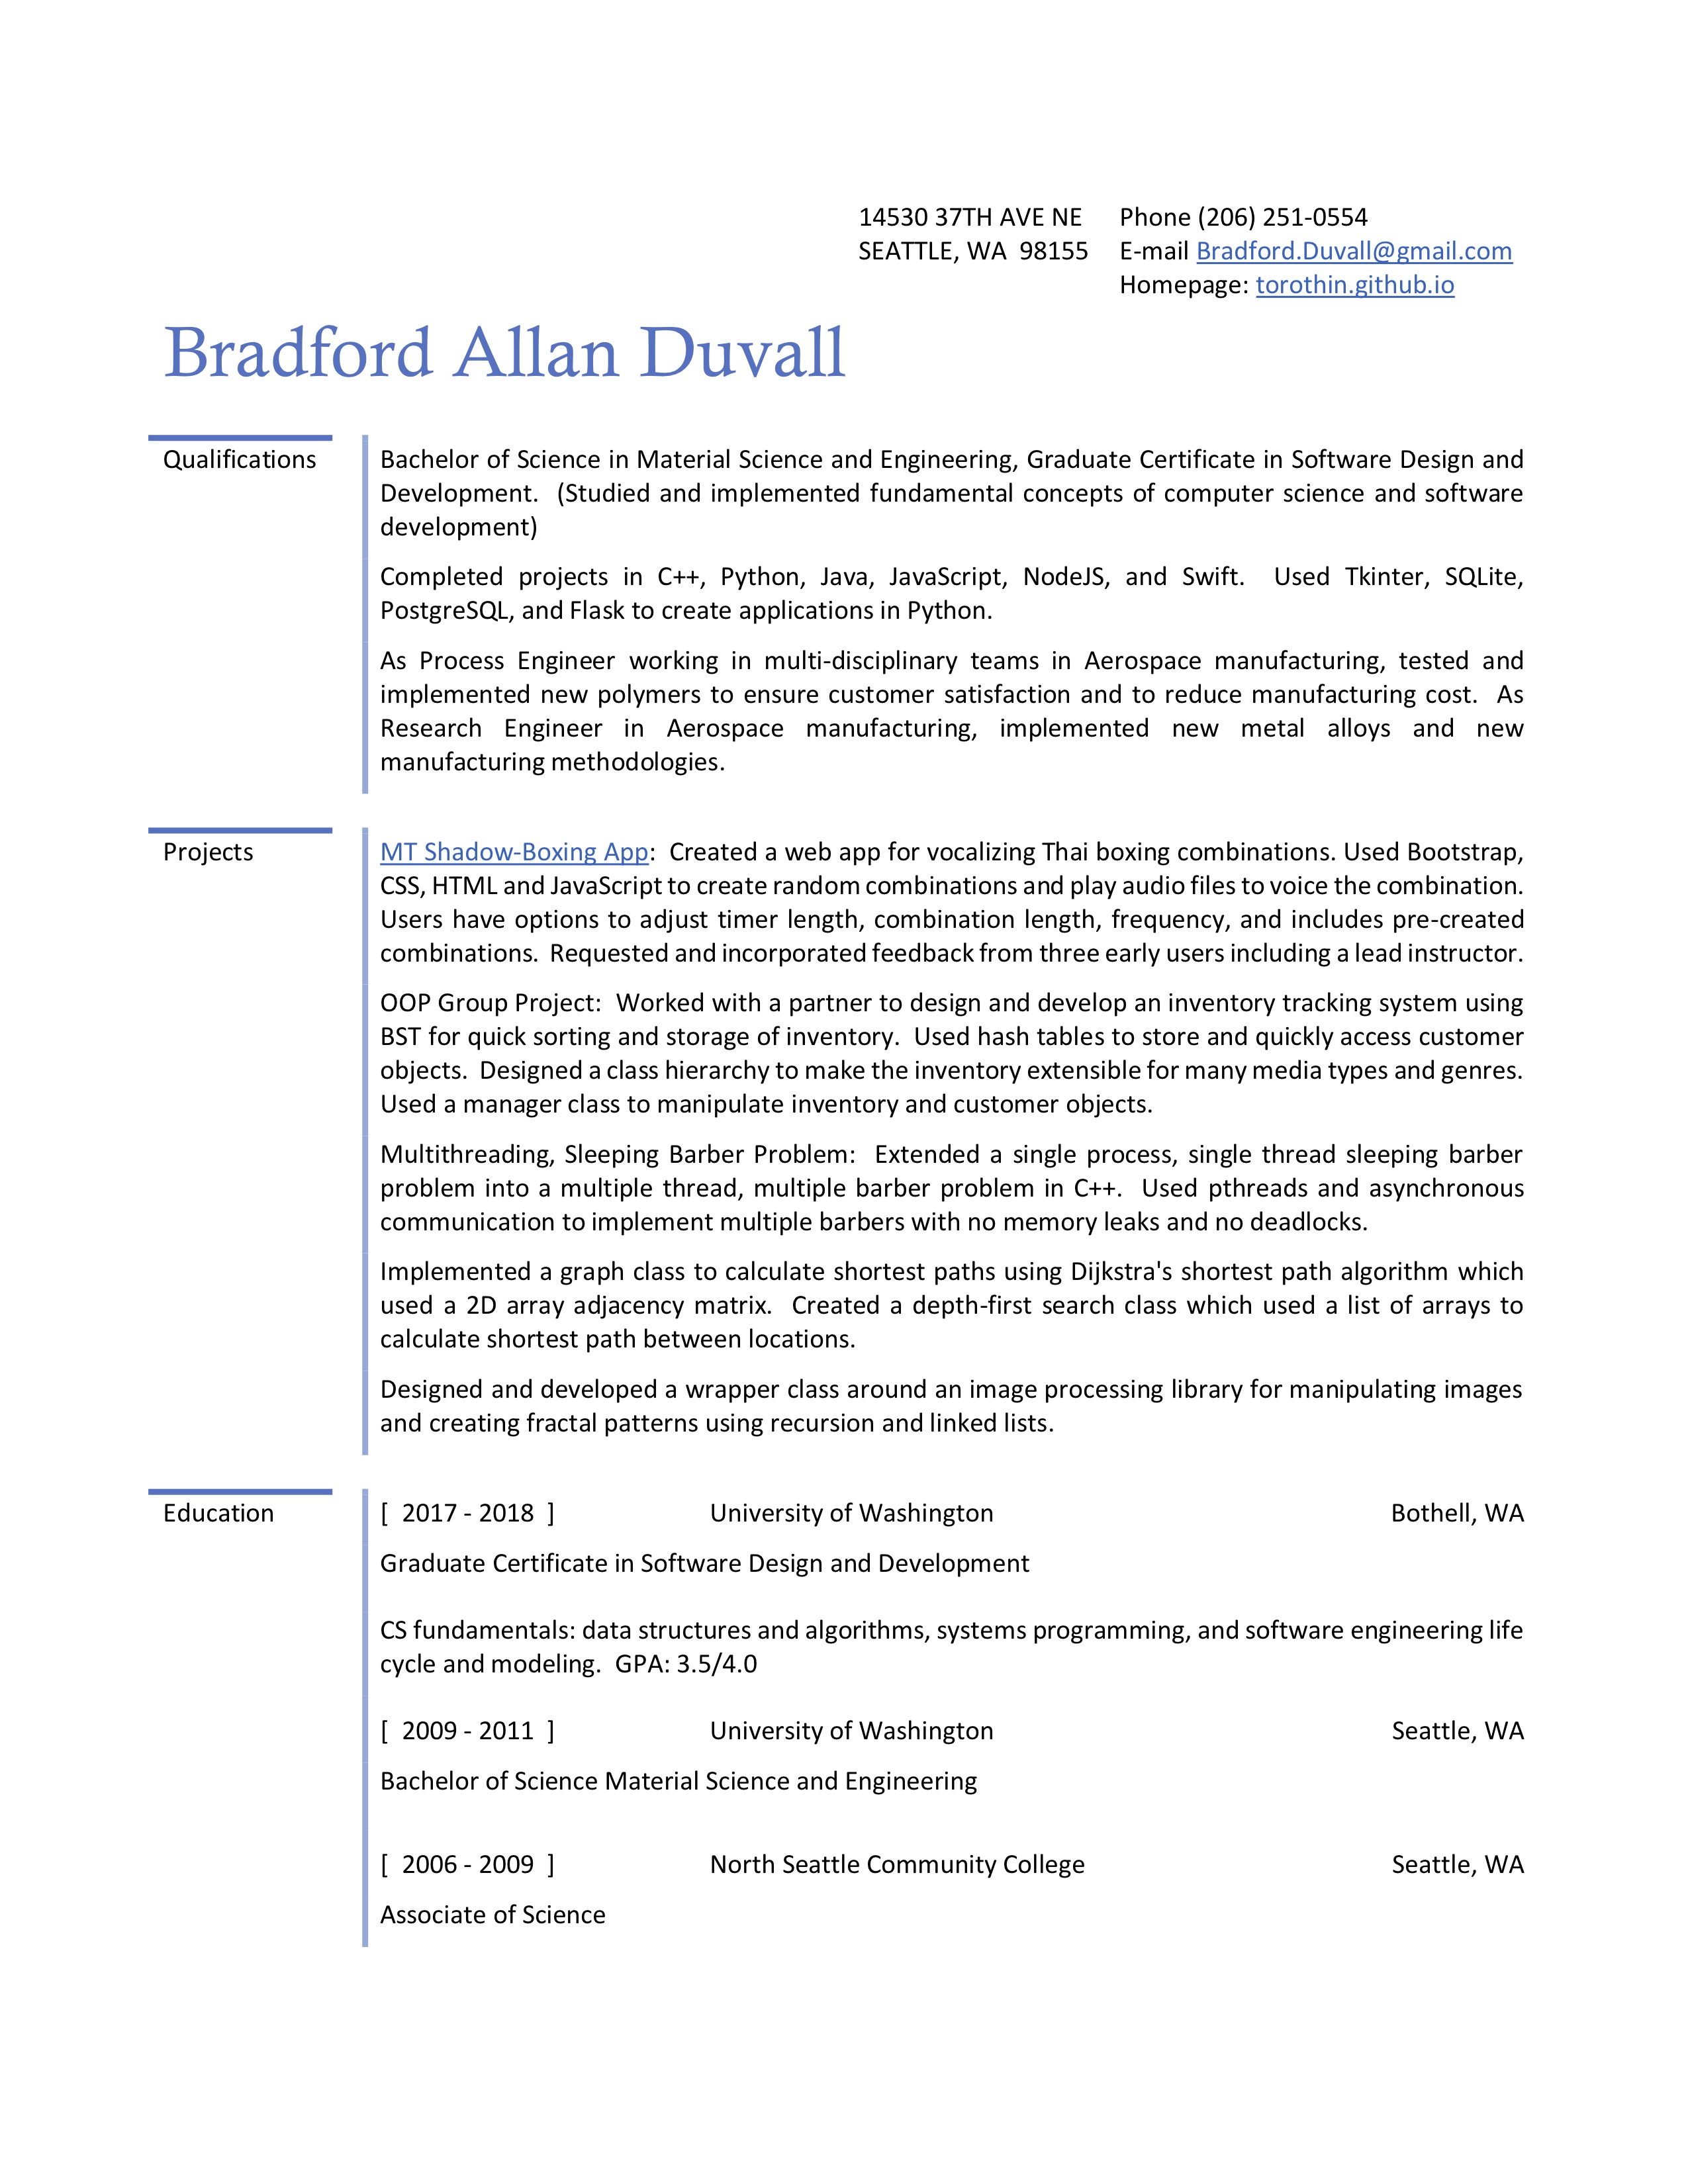 14530 37TH AVE NE
SEATTLE, WA  98155
Phone (206) 251-0554
E-mail Bradford.Duvall@gmail.com
Homepage: torothin.github.io
Bradford Allan Duvall
Qualifications
Bachelor of Science in Material Science and Engineering, Graduate Certificate in Software Design and
Development.  (Studied and implemented fundamental concepts of computer science and software
development)
Completed projects in C++, Python, Java, JavaScript, NodeJS, and Swift.  Used Tkinter, SQLite,
PostgreSQL, and Flask to create applications in Python.
As Process Engineer working in multi-disciplinary teams in Aerospace manufacturing, tested and
implemented new polymers to ensure customer satisfaction and to reduce manufacturing cost.  As
Research Engineer in Aerospace manufacturing, implemented new metal alloys and new
manufacturing methodologies.
Projects
MT Shadow-Boxing App:  Created a web app for vocalizing Thai boxing combinations. Used Bootstrap,
CSS, HTML and JavaScript to create random combinations and play audio files to voice the combination.
Users have options to adjust timer length, combination length, frequency, and includes pre-created
combinations.  Requested and incorporated feedback from three early users including a lead instructor.
OOP Group Project:  Worked with a partner to design and develop an inventory tracking system using
BST for quick sorting and storage of inventory.  Used hash tables to store and quickly access customer
objects.  Designed a class hierarchy to make the inventory extensible for many media types and genres.
Used a manager class to manipulate inventory and customer objects.
Multithreading, Sleeping Barber Problem:  Extended a single process, single thread sleeping barber
problem into a multiple thread, multiple barber problem in C++.  Used pthreads and asynchronous
communication to implement multiple barbers with no memory leaks and no deadlocks.
Implemented a graph class to calculate shortest paths using Dijkstra's shortest path algorithm which
used a 2D array adjacency matrix.  Created a depth-first search class which used a list of arrays to
calculate shortest path between locations.
Designed and developed a wrapper class around an image processing library for manipulating images
and creating fractal patterns using recursion and linked lists.
Education
[  2017 - 2018  ] University of Washington Bothell, WA
Graduate Certificate in Software Design and Development
CS fundamentals: data structures and algorithms, systems programming, and software engineering life
cycle and modeling.  GPA: 3.5/4.0
[  2009 - 2011  ] University of Washington Seattle, WA
Bachelor of Science Material Science and Engineering
[  2006 - 2009  ] North Seattle Community College Seattle, WA
Associate of Science